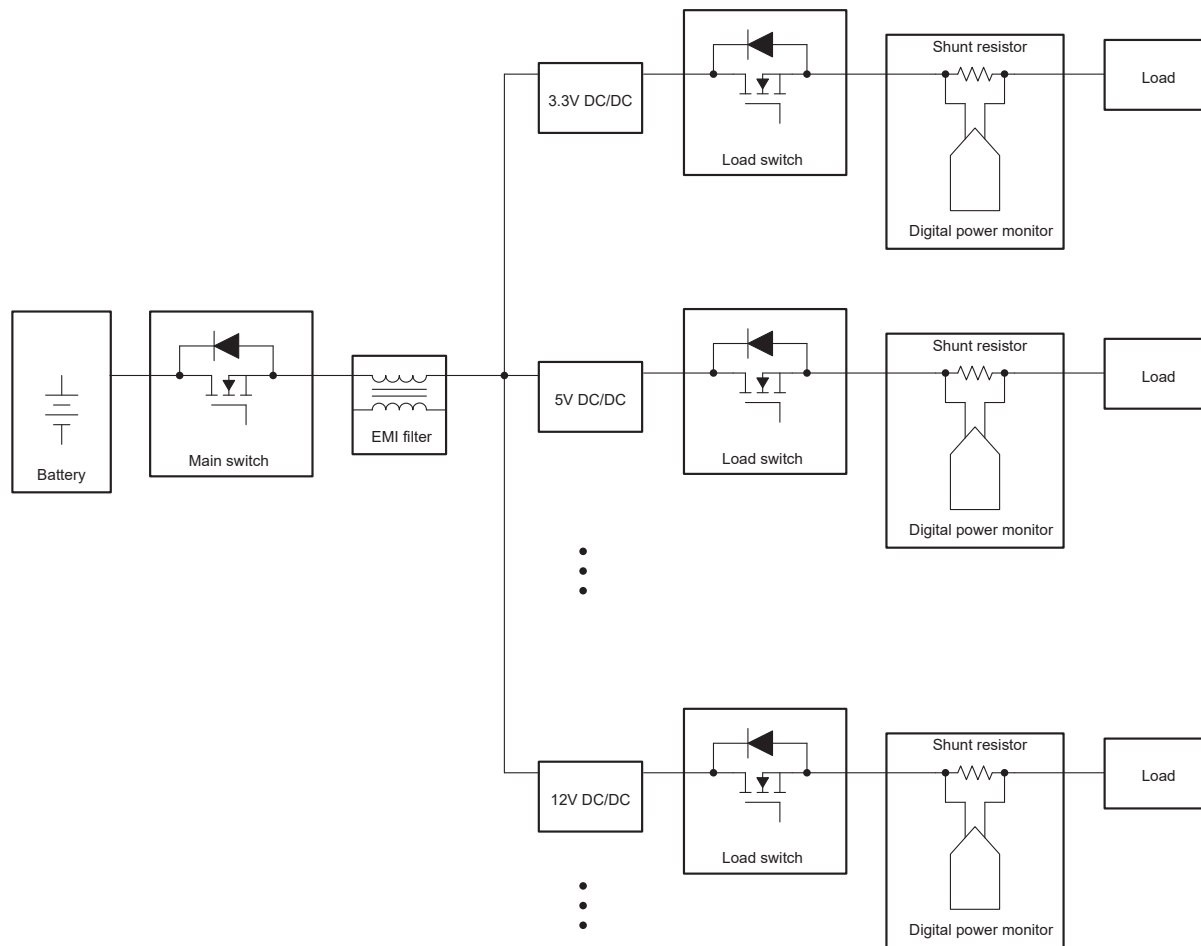 Shunt resistor
3.3V DC/DC
Load
Load switch
Digital power monitor
Shunt resistor
5V DC/DC
Load
EMI filter
Battery
Main switch
Load switch
Digital power monitor
Shunt resistor
12V DC/DC
Load
Load switch
Digital power monitor